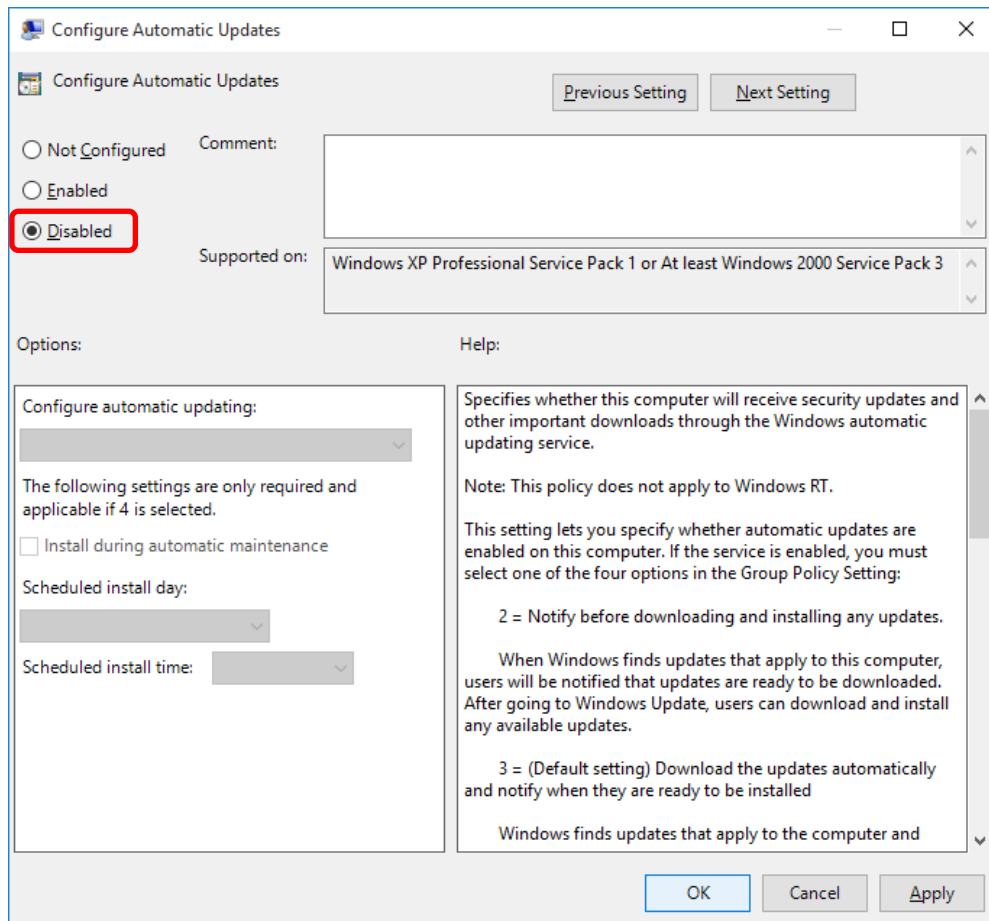 Configure Automatic Updates
Configure Automatic Updates
Previous Setting
Next Setting
Not Configured
Comment:
Enabled
Disabled
Supported on:
Windows XP Professional Service Pack 1 or At least Windows 2000 Service Pack 3
Options:
Help:
Configure automatic updating:
The following settings are only required and
applicable if 4 is selected.
Install during automatic maintenance
Scheduled install day:
Scheduled install time:
Specifies whether this computer will receive security updates and
other important downloads through the Windows automatic
updating service.
Note: This policy does not apply to Windows RT.
This setting lets you specify whether automatic updates are
enabled on this computer. If the service is enabled, you must
select one of the four options in the Group Policy Setting:
2 = Notify before downloading and installing any updates.
When Windows finds updates that apply to this computer,
users will be notified that updates are ready to be downloaded.
After going to Windows Update, users can download and install
any available updates.
3 = (Default setting) Download the updates automatically
and notify when they are ready to be installed
Windows finds updates that apply to the computer and
OK
Cancel
Apply